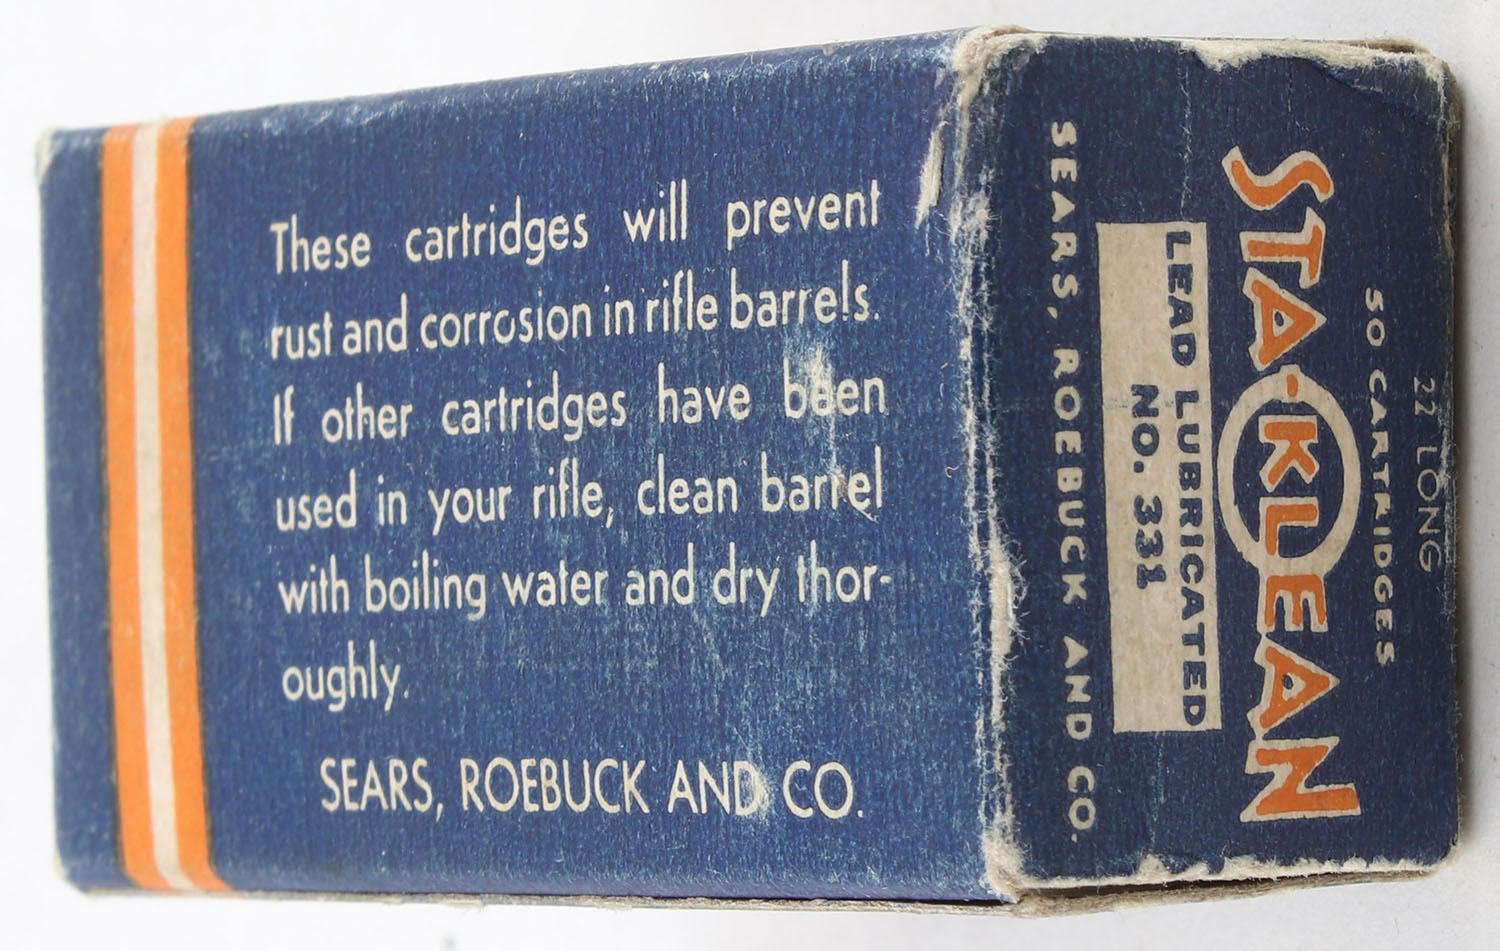 These cartridges will prevent
rust and corrosion in rifle barrels.
If other cartridges have been
used in your rifle, clean barrel
with boiling water and dry thor-
oughly.
SEARS, ROEBUCK AND CO.
22 LONG
50 CARTRIDGES
STA-KLEAN
LEAD LUBRICATED
NO. 331
SEARS, ROEBUCK AND CO.